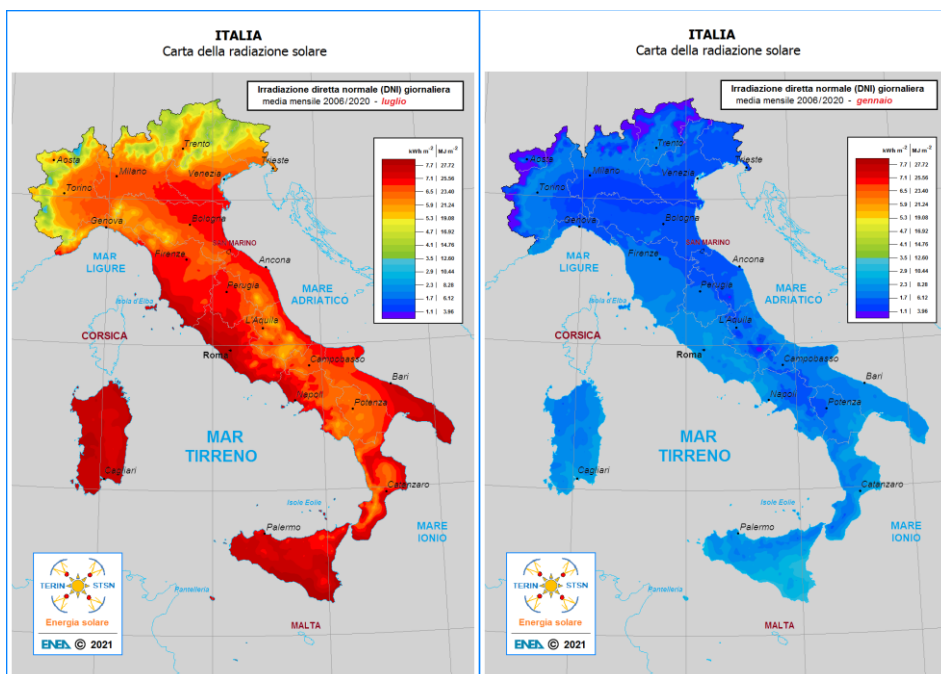 ITALIA
Carta della radiazione solare
Irradiazione diretta normale (DNI) giornaliera
media mensile 2006/2020 - luglio
kWh m-2 MJ m-2
7.7 27.72
7.1 25.56
6.5 23.40
5.9 21.24
5.3 19.08
4.7 16.92
4.1 14.76
3.5 12.60
2.9 10.44
2.3 8.28
1.7 6.12
1.1 3.96
Aosta
Trento
Trieste
Milano
Venezia
Torino
Genova
Bologna
SAN MARINO
MAR
LIGURE
Firenze
Ancona
Perugia
MARE
ADRIATICO
Isola d'Elba
L'Aquila
CORSICA
Roma
Campobasso
Bari
Napoli
Potenza
MAR
TIRRENO
Cagliari
Catanzaro
Isole Eolie
Palermo
MARE
IONIO
TERIN STSN
Pantelleria
Energia solare
MALTA
ENEA © 2021
ITALIA
Carta della radiazione solare
Irradiazione diretta normale (DNI) giornaliera
media mensile 2006/2020 - gennaio
kWh m-2 MJ m-2
7.7 27.72
7.1 25.56
6.5 23.40
5.9 21.24
5.3 19.08
4.7 16.92
4.1 14.76
3.5 12.60
2.9 10.44
2.3 8.28
1.7 6.12
1.1 3.96
Aosta
Trento
Trieste
Milano
Venezia
Torino
Genova
Bologna
SAN MARINO
MAR
LIGURE
Firenze
Ancona
Perugia
MARE
ADRIATICO
Isola d'Elba
L'Aquila
CORSICA
Roma
Campobasso
Bari
Napoli
Potenza
MAR
TIRRENO
Cagliari
Catanzaro
Isole Eolie
Palermo
MARE
IONIO
TERIN STSN
Pantelleria
Energia solare
MALTA
ENEA © 2021